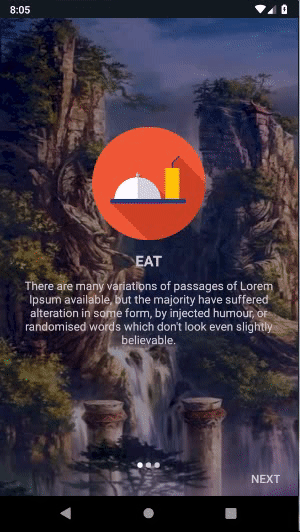 8:05
EAT
There are many variations of passages of Lorem
Ipsum available, but the majority have suffered
alteration in some form, by injected humour, or
randomised words which don't look even slightly
believable.
NEXT